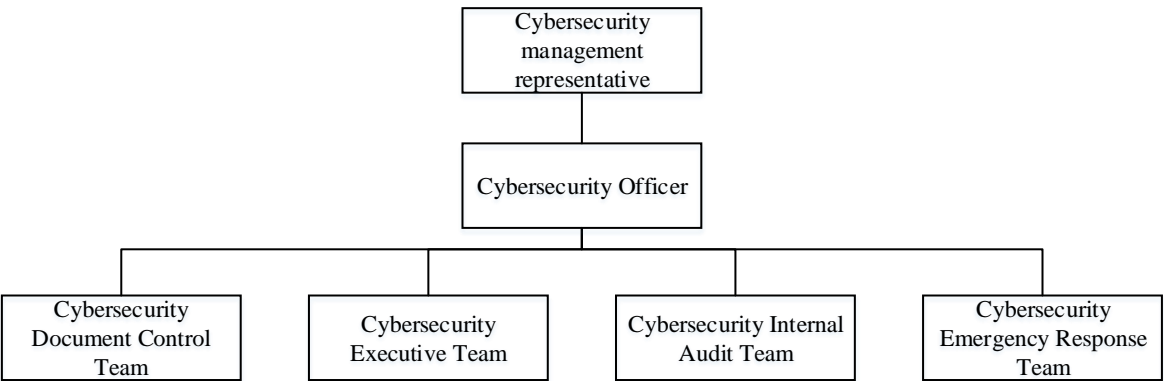 Cybersecurity
management
representative
Cybersecurity Officer
Cybersecurity
Document Control
Team
Cybersecurity
Executive Team
Cybersecurity Internal
Audit Team
Cybersecurity
Emergency Response
Team